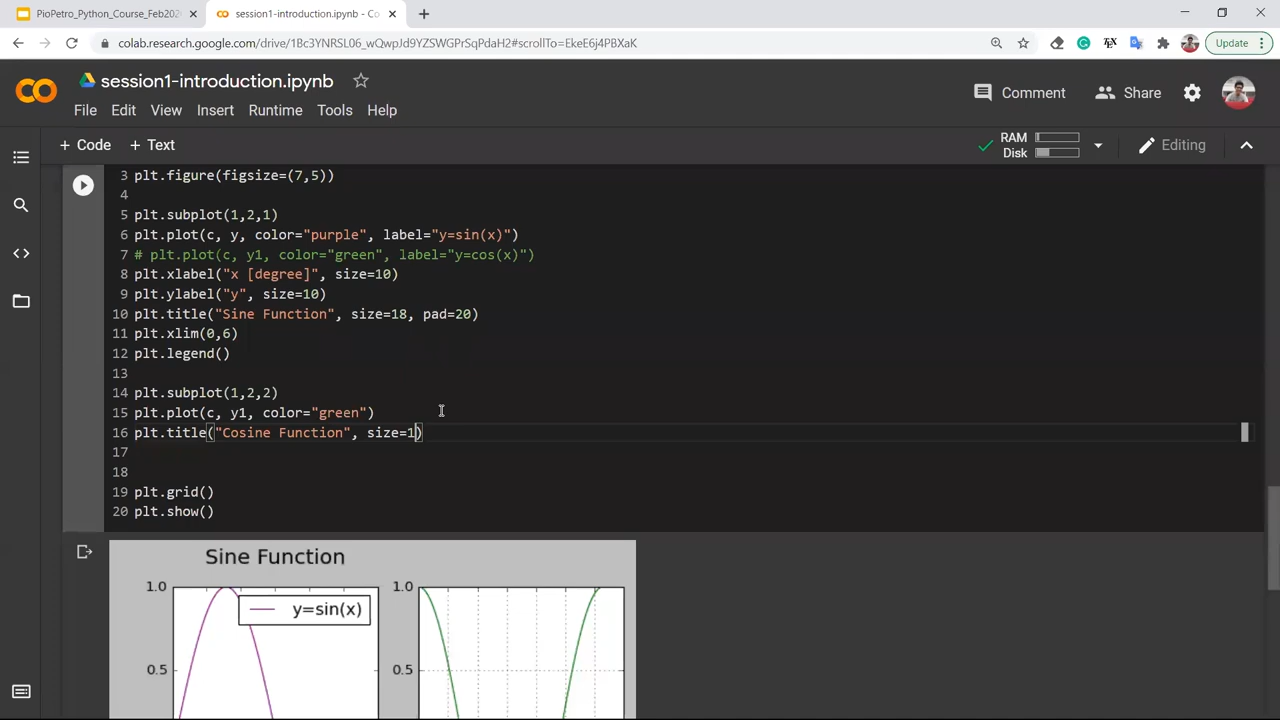 PioPetro_Python_Course_Feb202
session1-introduction.ipynb - Co
colab.research.google.com/drive/1Bc3YNRSL06_wQwpJd9YZSWGPrSqPdaH2#scrollTo=EkeE6j4PBXaK
Update
session1-introduction.ipynb
Comment
Share
File Edit View Insert Runtime Tools Help
+ Code + Text
RAM
Disk
Editing
3 plt.figure(figsize=(7,5))
4
5 plt.subplot(1,2,1)
6 plt.plot(c, y, color="purple", label="y=sin(x)")
7 # plt.plot(c, y1, color="green", label="y=cos(x)")
8 plt.xlabel("x [degree]", size=10)
9 plt.ylabel("y", size=10)
10 plt.title("Sine Function", size=18, pad=20)
11 plt.xlim(0,6)
12 plt.legend()
13
14 plt.subplot(1,2,2)
15 plt.plot(c, y1, color="green")
16 plt.title("Cosine Function", size=1)
17
18
19 plt.grid()
20 plt.show()
Sine Function
1.0
y=sin(x)
1.0
0.5
0.5